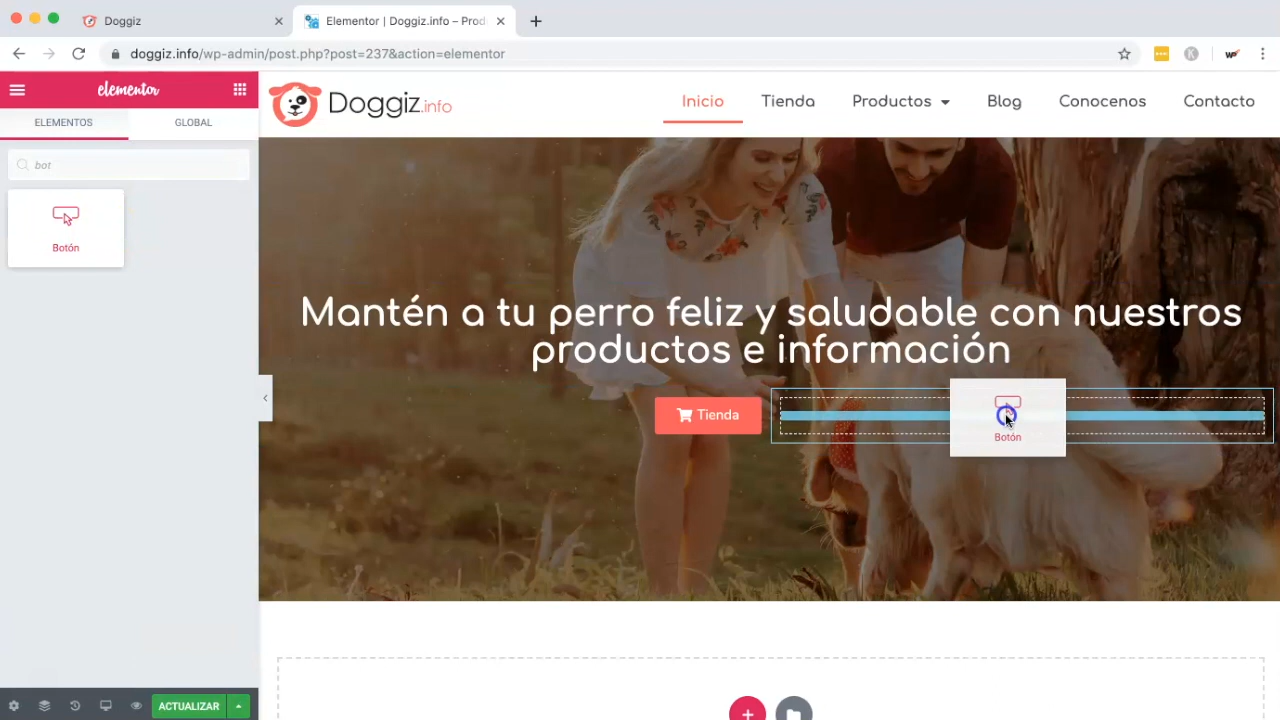 Doggiz
Elementor | Doggiz.info – Prod
doggiz.info/wp-admin/post.php?post=237&action=elementor
K
WP
elementor
ELEMENTOS
GLOBAL
bot
Botón
ACTUALIZAR
Doggiz.info
Inicio
Tienda
Productos
Blog
Conocenos
Contacto
Mantén a tu perro feliz y saludable con nuestros
productos e información
Tienda
Botón